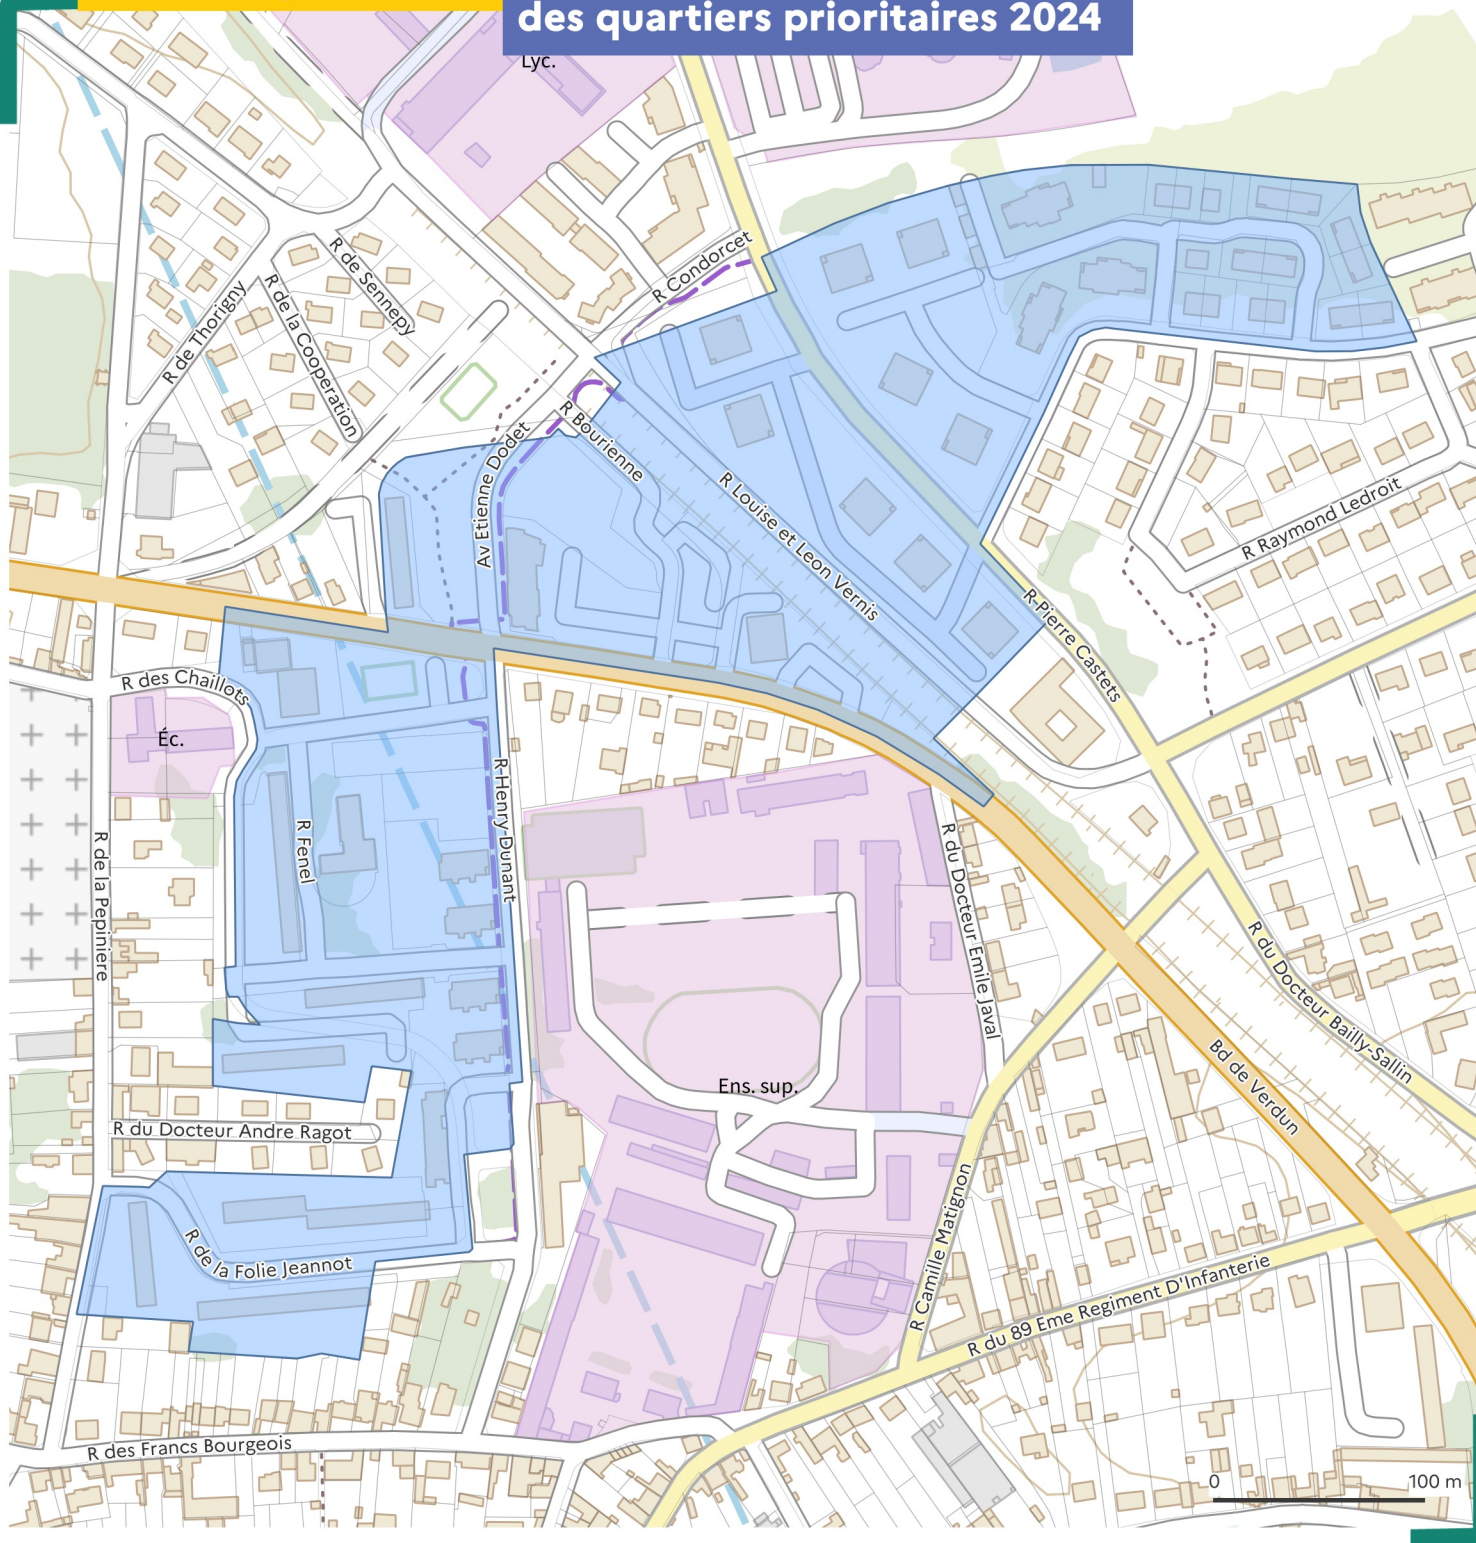 des quartiers prioritaires 2024
Lyc.
R Condorcet
R de Sennepy
R de Thorigny
R de la Cooperation
R Bourienne
Av Etienne Dodet
R Louise et Leon Vernis
R Raymond Ledroit
R Pierre Castets
R des Chaillots
Éc.
R Henry Dunant
R Fenel
R de la Pepiniere
R du Docteur Emile Javal
R du Docteur Bailly-Sallin
Bd de Verdun
Ens. sup.
R du Docteur Andre Ragot
R de la Folie Jeannot
R Camille Matignon
R du 89 Eme Regiment D'Infanterie
R des Francs Bourgeois
0 100 m